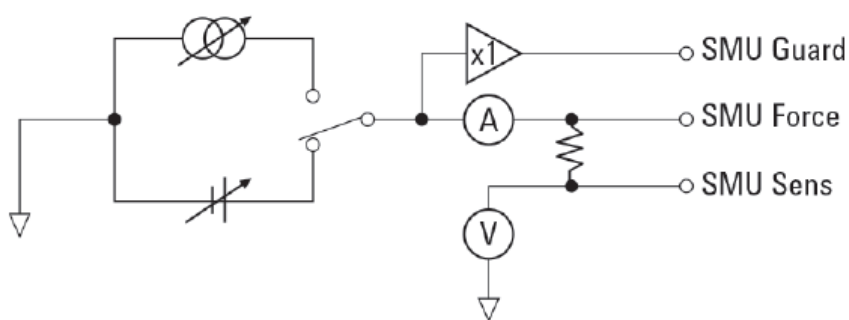 x1
SMU Guard
A
SMU Force
SMU Sens
V